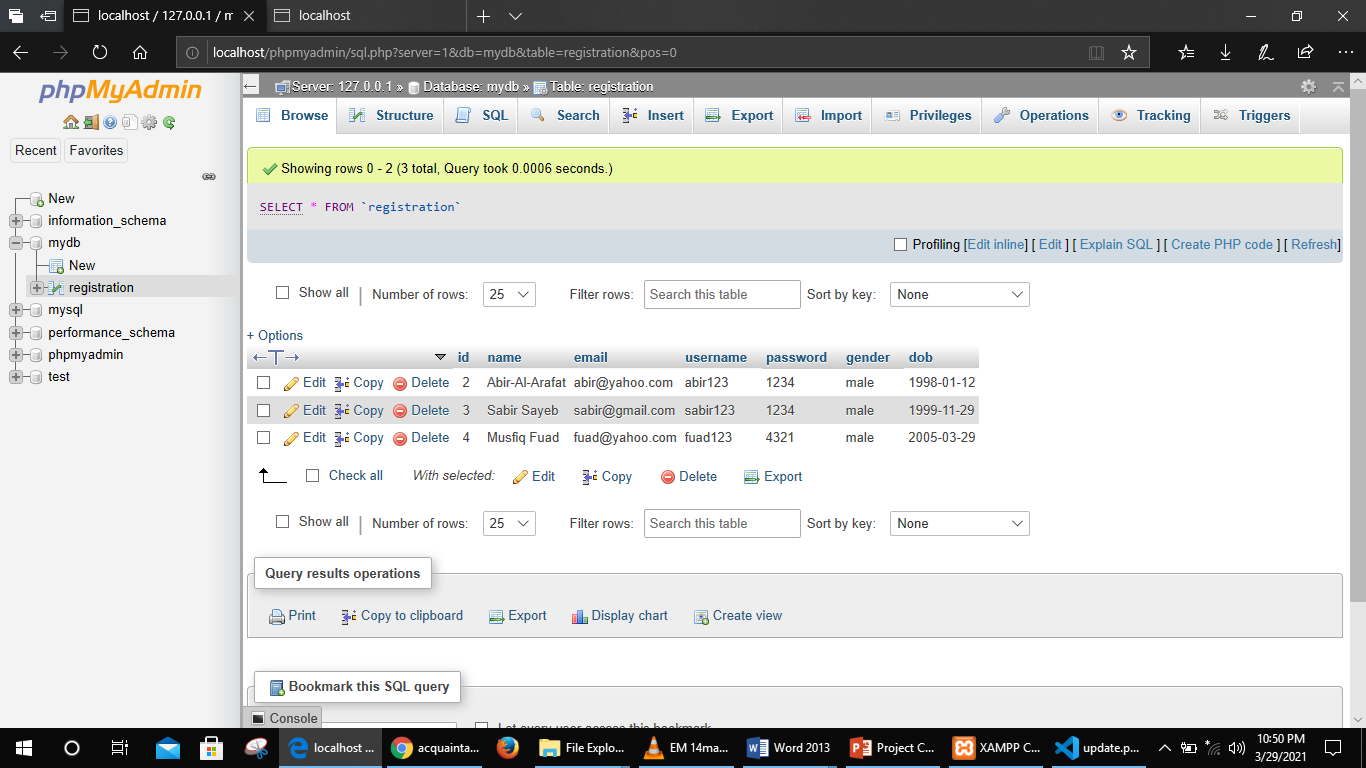 localhost / 127.0.0.1 / m
localhost
localhost/phpmyadmin/sql.php?server=1&db=mydb&table=registration&pos=0
phpMyAdmin
Recent Favorites
New
information_schema
mydb
New
registration
mysql
performance_schema
phpmyadmin
test
Server: 127.0.0.1 » Database: mydb » Table: registration
Browse Structure SQL Search Insert Export Import Privileges Operations Tracking Triggers
Showing rows 0 - 2 (3 total, Query took 0.0006 seconds.)
SELECT * FROM `registration`
Profiling [Edit inline] [ Edit ] [ Explain SQL ] [ Create PHP code ] [ Refresh]
Show all | Number of rows: 25 Filter rows: Search this table Sort by key: None
+ Options
←T→ id name email username password gender dob
Edit Copy Delete 2 Abir-Al-Arafat abir@yahoo.com abir123 1234 male 1998-01-12
Edit Copy Delete 3 Sabir Sayeb sabir@gmail.com sabir123 1234 male 1999-11-29
Edit Copy Delete 4 Musfiq Fuad fuad@yahoo.com fuad123 4321 male 2005-03-29
Check all With selected: Edit Copy Delete Export
Show all | Number of rows: 25 Filter rows: Search this table Sort by key: None
Query results operations
Print Copy to clipboard Export Display chart Create view
Bookmark this SQL query
Console
Let every user access this bookmark
localhost ... acquainta... File Explo... EM 14ma... Word 2013 Project C... XAMPP C... update.p...
10:50 PM
3/29/2021